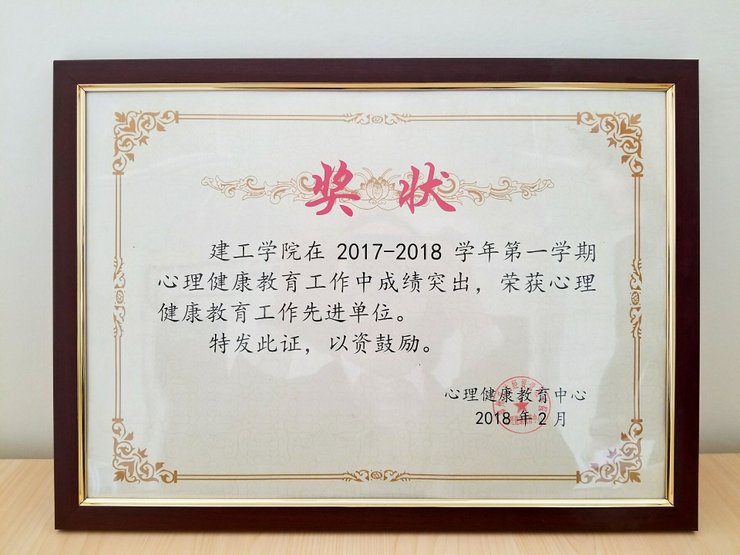 奖状
建工学院在 2017-2018 学年第一学期
心理健康教育工作中成绩突出，荣获心理
健康教育工作先进单位。
特发此证，以资鼓励。
心理健康教育中心
2018 年 2 月